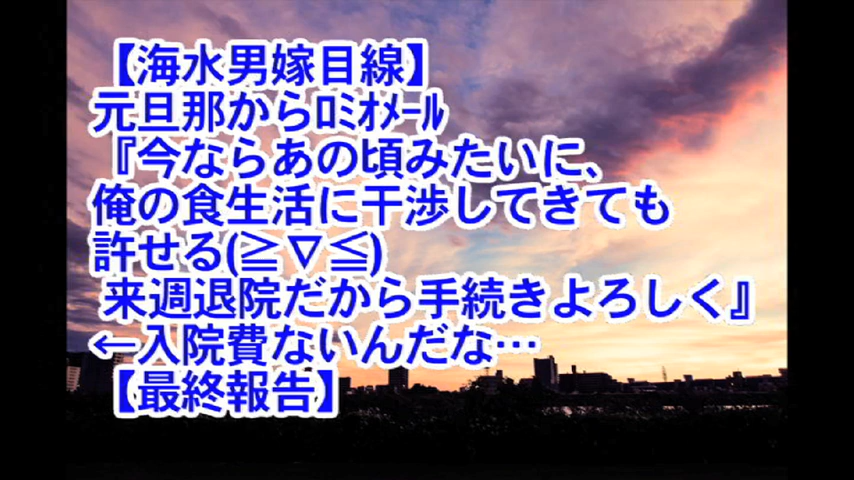 【海水男嫁目線】
元旦那からﾛﾐｵﾒｰﾙ
『今ならあの頃みたいに、
俺の食生活に干渉してきても
許せる(≧▽≦)
来週退院だから手続きよろしく』
←入院費ないんだな…
【最終報告】